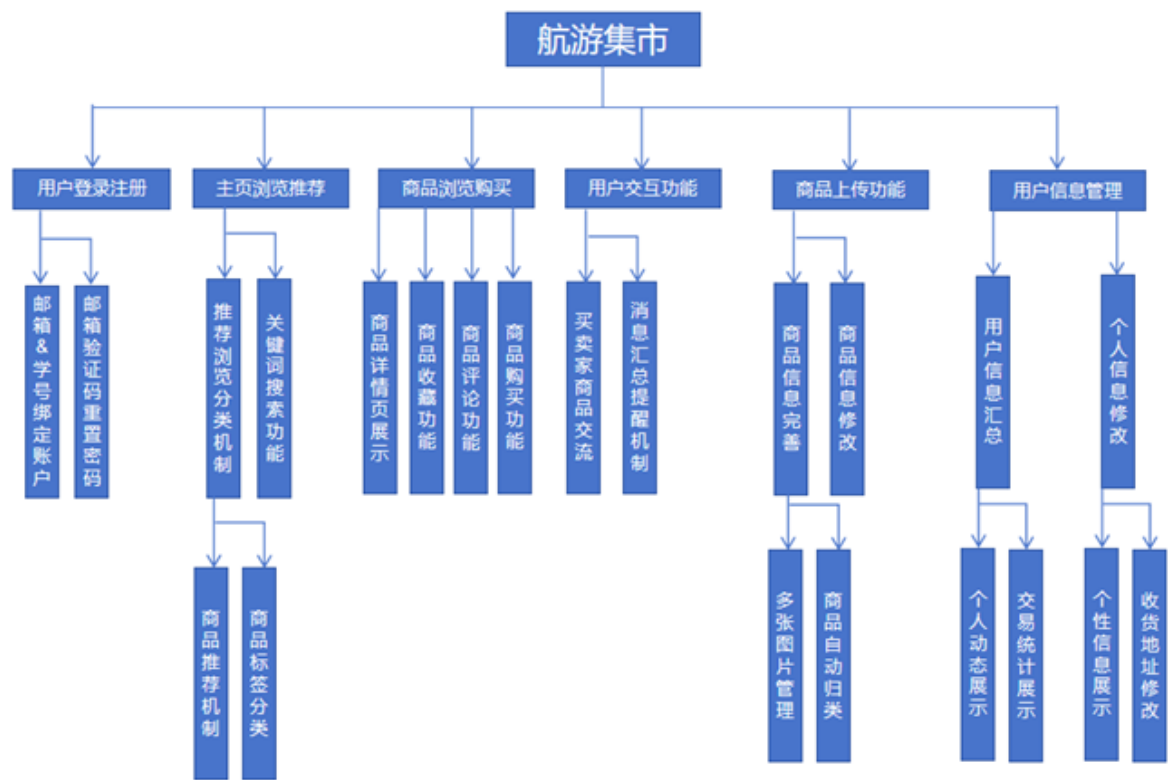 航游集市
用户登录注册
主页浏览推荐
商品浏览购买
用户交互功能
商品上传功能
用户信息管理
邮箱&学号绑定账户
邮箱验证码重置密码
推荐浏览分类机制
关键词搜索功能
商品详情页展示
商品收藏功能
商品评论功能
商品购买功能
买卖家商品交流
消息汇总提醒机制
商品信息完善
商品信息修改
用户信息汇总
个人信息修改
商品推荐机制
商品标签分类
多张图片管理
商品自动归类
个人动态展示
交易统计展示
个性信息展示
收货地址修改